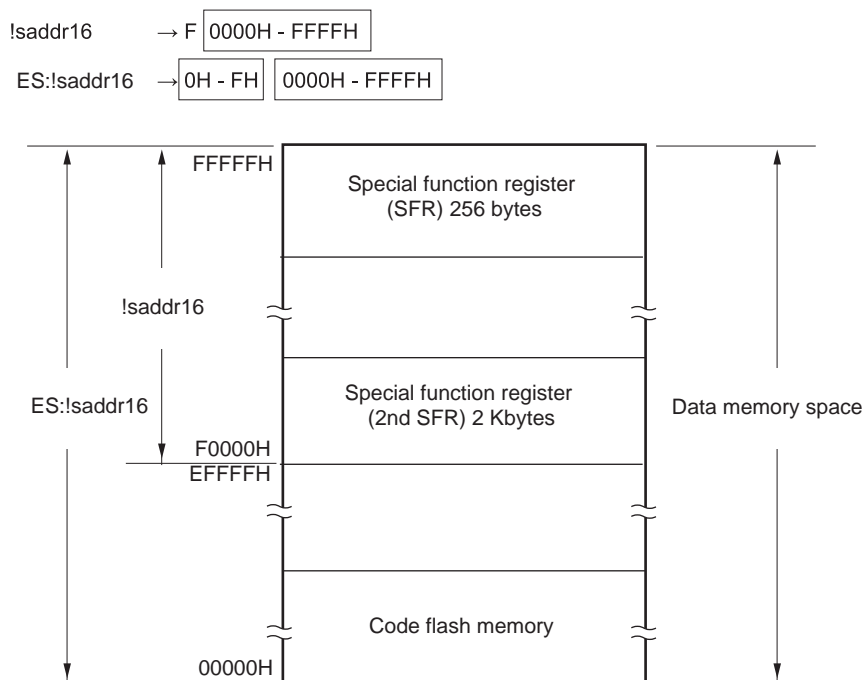 !saddr16 → F 0000H - FFFFH
ES:!saddr16 → 0H - FH 0000H - FFFFH
FFFFFH
Special function register
(SFR) 256 bytes
!saddr16
Special function register
(2nd SFR) 2 Kbytes
ES:!saddr16
Data memory space
F0000H
EFFFFH
Code flash memory
00000H